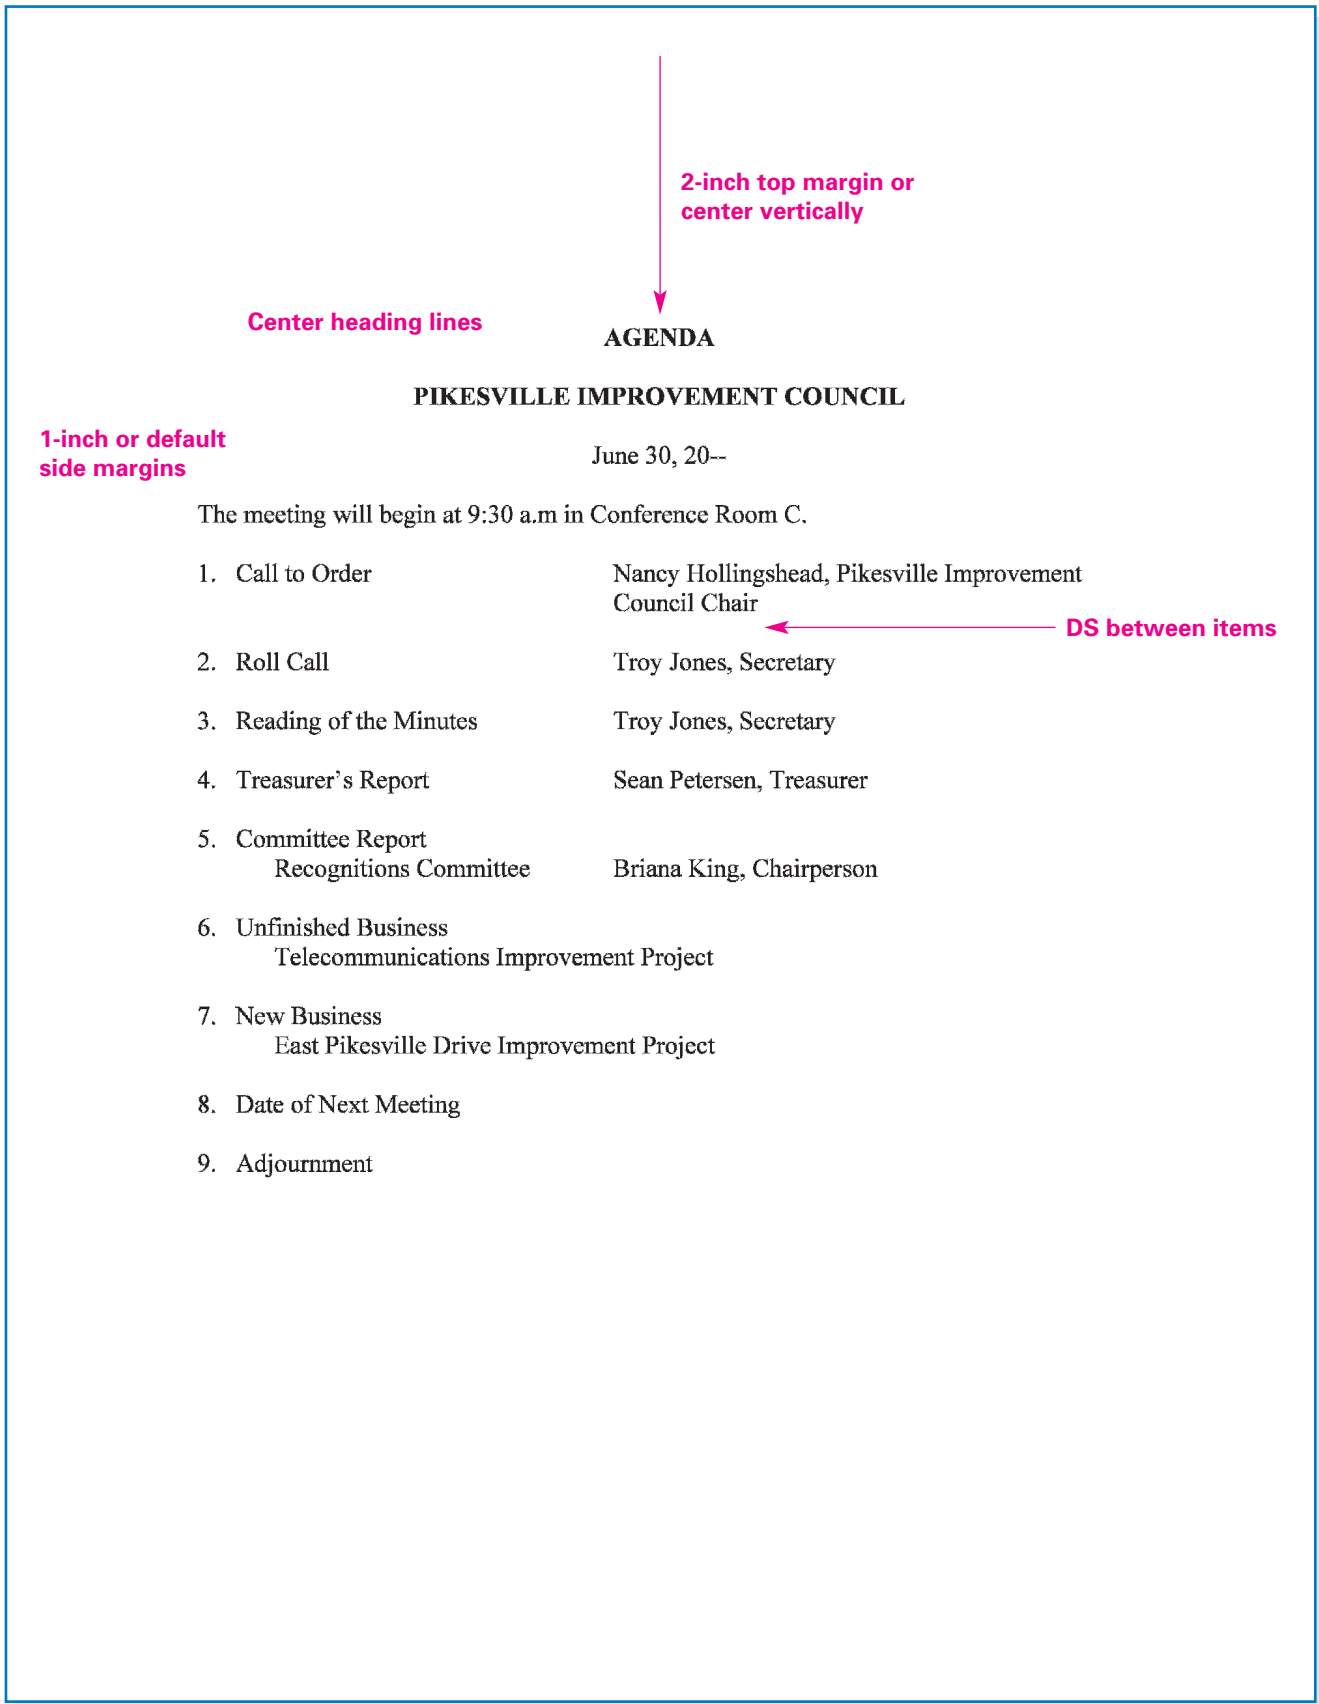 2-inch top margin or
center vertically
Center heading lines
AGENDA
PIKESVILLE IMPROVEMENT COUNCIL
1-inch or default
side margins
June 30, 20--
The meeting will begin at 9:30 a.m in Conference Room C.
1. Call to Order Nancy Hollingshead, Pikesville Improvement
Council Chair
DS between items
2. Roll Call Troy Jones, Secretary
3. Reading of the Minutes Troy Jones, Secretary
4. Treasurer's Report Sean Petersen, Treasurer
5. Committee Report
Recognitions Committee Briana King, Chairperson
6. Unfinished Business
Telecommunications Improvement Project
7. New Business
East Pikesville Drive Improvement Project
8. Date of Next Meeting
9. Adjournment